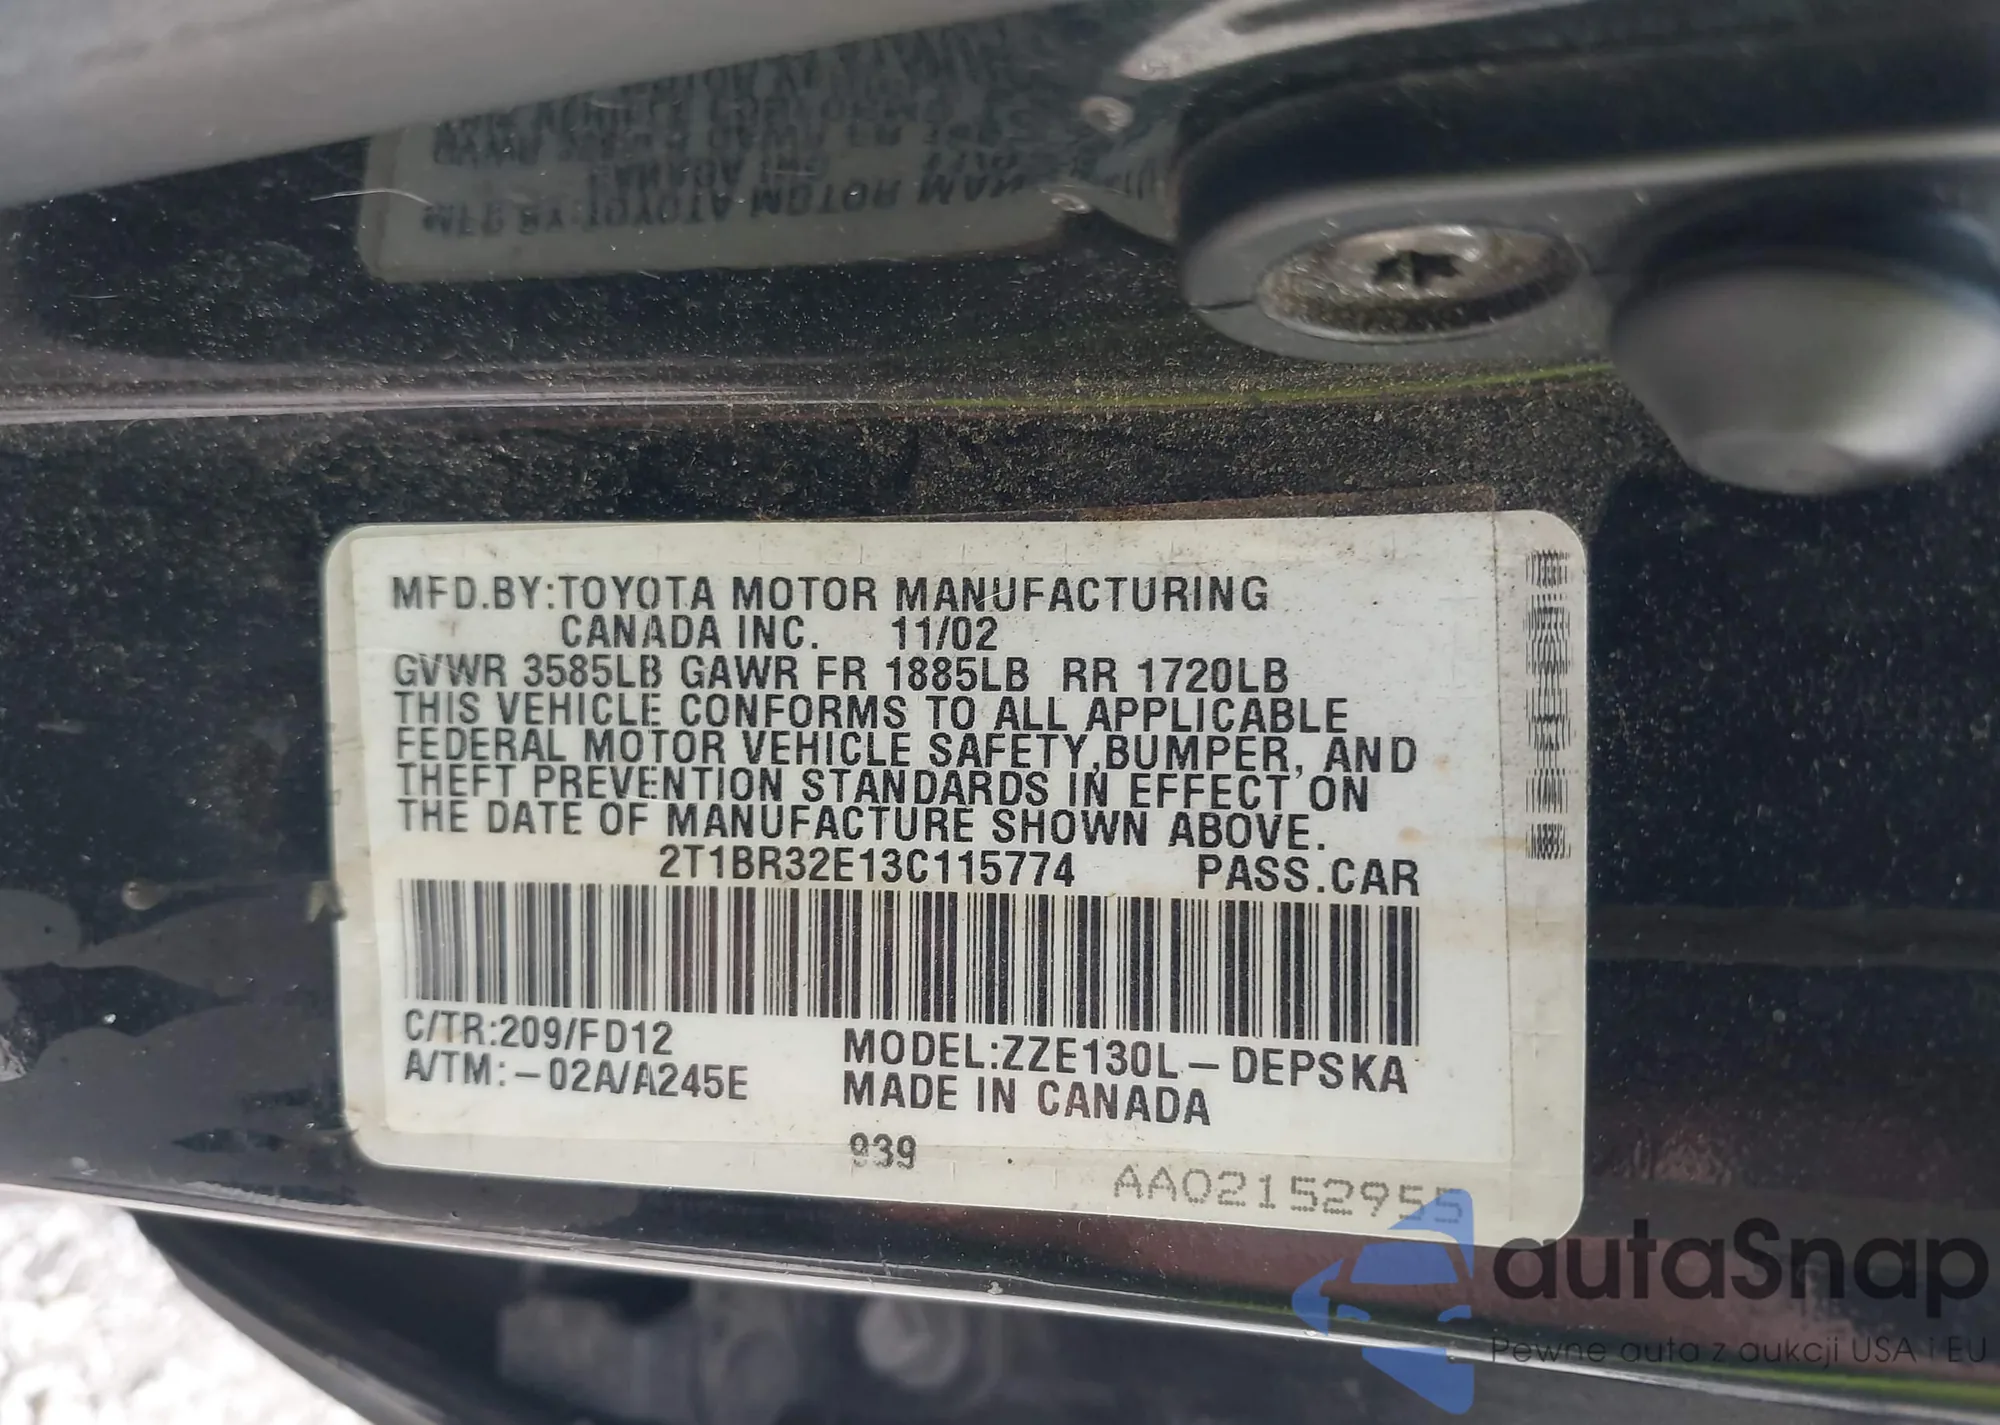 MFD.BY:TOYOTA MOTOR MANUFACTURING
CANADA INC. 11/02
GVWR 3585LB GAWR FR 1885LB RR 1720LB
THIS VEHICLE CONFORMS TO ALL APPLICABLE
FEDERAL MOTOR VEHICLE SAFETY,BUMPER, AND
THEFT PREVENTION STANDARDS IN EFFECT ON
THE DATE OF MANUFACTURE SHOWN ABOVE.
2T1BR32E13C115774 PASS.CAR
C/TR:209/FD12
A/TM:-02A/A245E
MODEL:ZZE130L-DEPSKA
MADE IN CANADA
939
AA02152955
autaSnap
Pewne auta z aukcji USA i EU